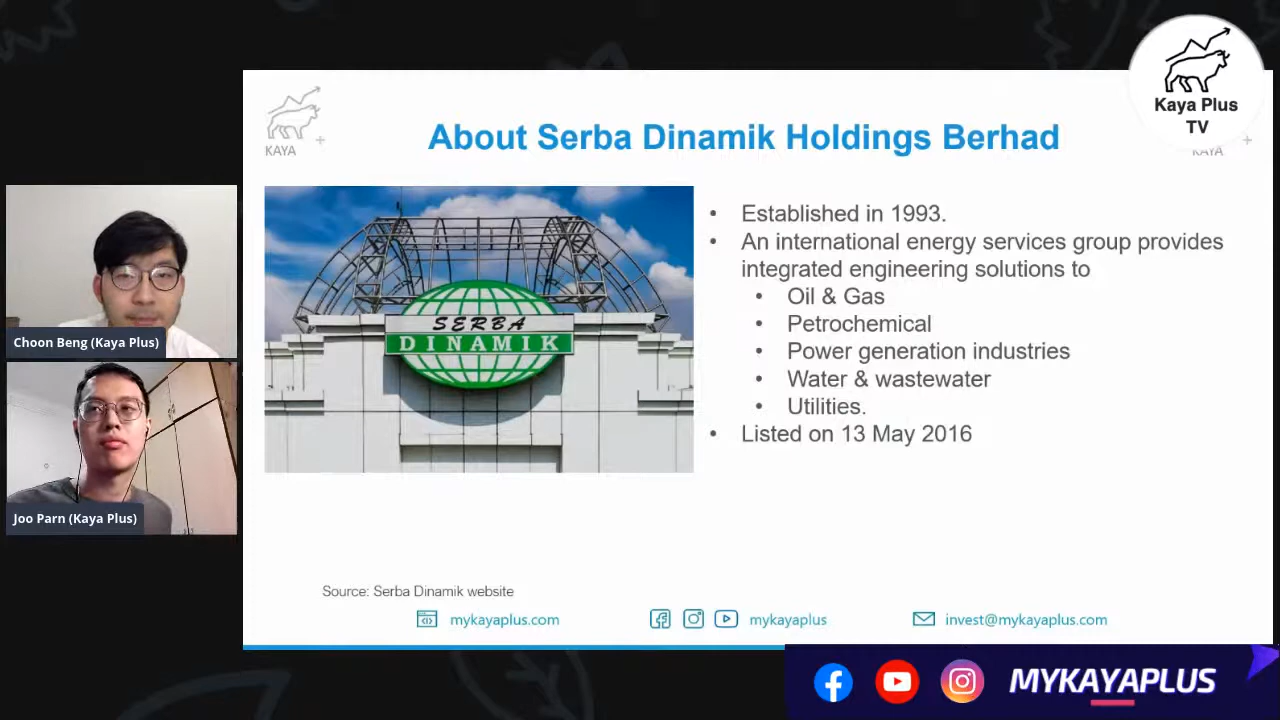 Kaya Plus
TV
KAYA
KAYA
About Serba Dinamik Holdings Berhad
SERBA
DINAMIK
• Established in 1993.
• An international energy services group provides
integrated engineering solutions to
• Oil & Gas
• Petrochemical
• Power generation industries
• Water & wastewater
• Utilities.
• Listed on 13 May 2016
Choon Beng (Kaya Plus)
Joo Parn (Kaya Plus)
Source: Serba Dinamik website
mykayaplus.com
mykayaplus
invest@mykayaplus.com
MYKAYAPLUS